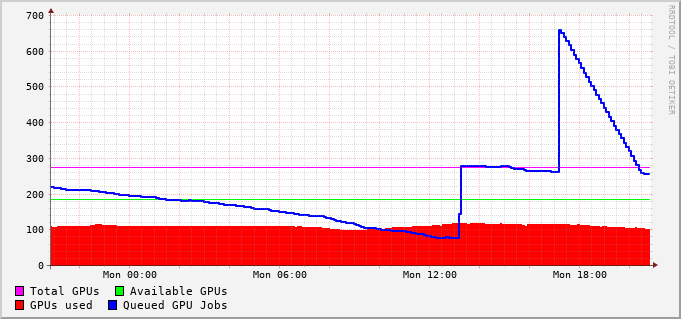 700
600
500
400
300
200
100
0
Mon 00:00 Mon 06:00 Mon 12:00 Mon 18:00
Total GPUs Available GPUs
GPUs used Queued GPU Jobs
RRDTOOL / TOBI OETIKER